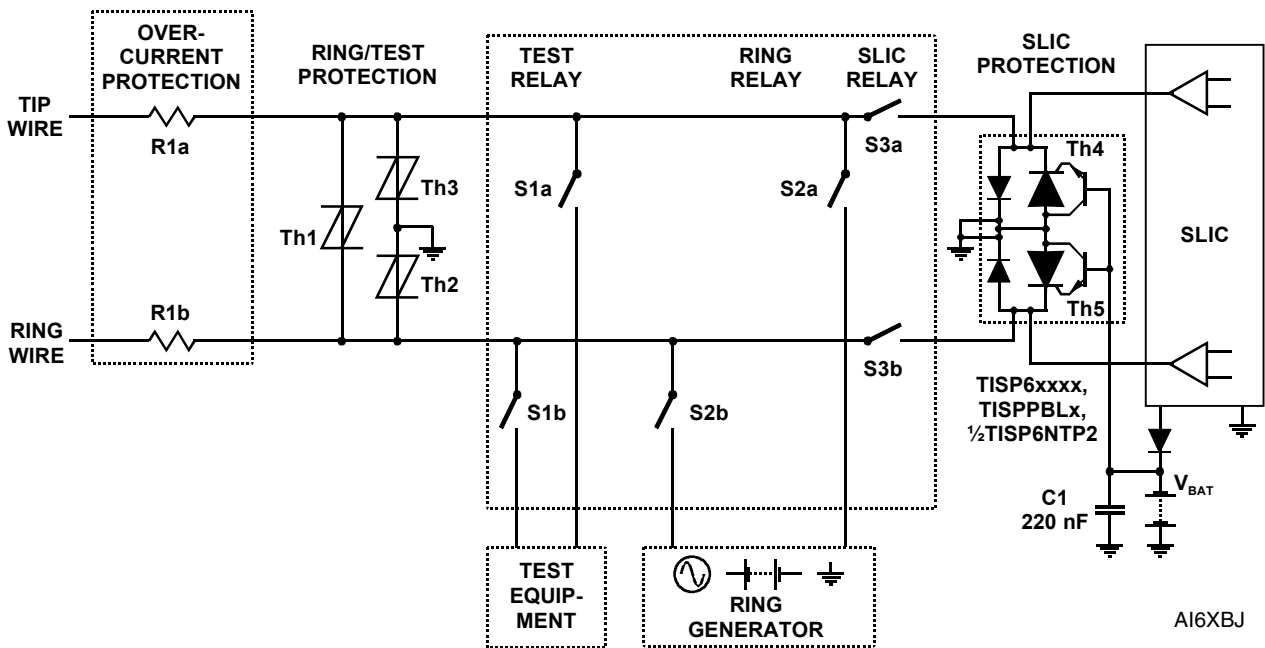 OVER-
CURRENT
PROTECTION
RING/TEST
PROTECTION
TEST
RELAY
RING
RELAY
SLIC
RELAY
SLIC
PROTECTION
TIP
WIRE
R1a
S3a
Th4
Th3
S1a
S2a
Th1
SLIC
Th2
R1b
Th5
RING
WIRE
S3b
S1b
S2b
TISP6xxxx,
TISPPBLx,
½TISP6NTP2
C1
220 nF
VBAT
TEST
EQUIP-
MENT
RING
GENERATOR
AI6XBJ